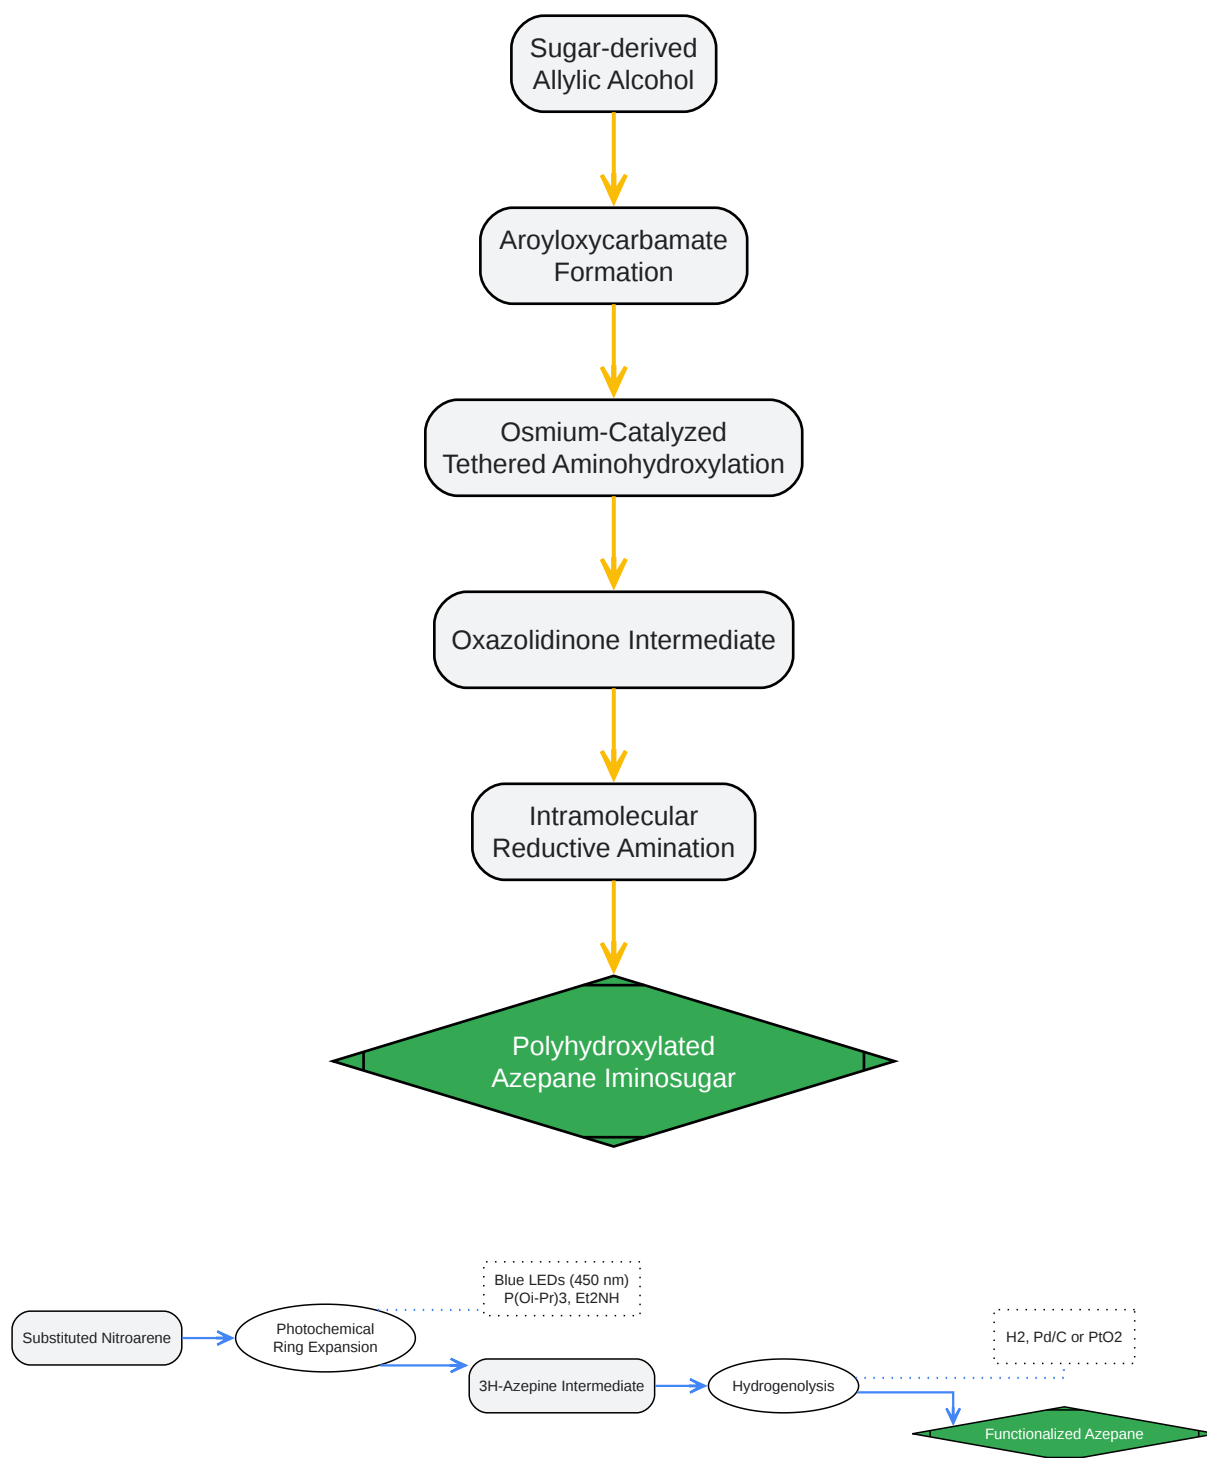 Sugar-derived
Allylic Alcohol
Aroyloxycarbamate
Formation
Osmium-Catalyzed
Tethered Aminohydroxylation
Oxazolidinone Intermediate
Intramolecular
Reductive Amination
Polyhydroxylated
Azepane Iminosugar
Substituted Nitroarene
Photochemical
Ring Expansion
Blue LEDs (450 nm)
P(Oi-Pr)3, Et2NH
3H-Azepine Intermediate
Hydrogenolysis
H2, Pd/C or PtO2
Functionalized Azepane